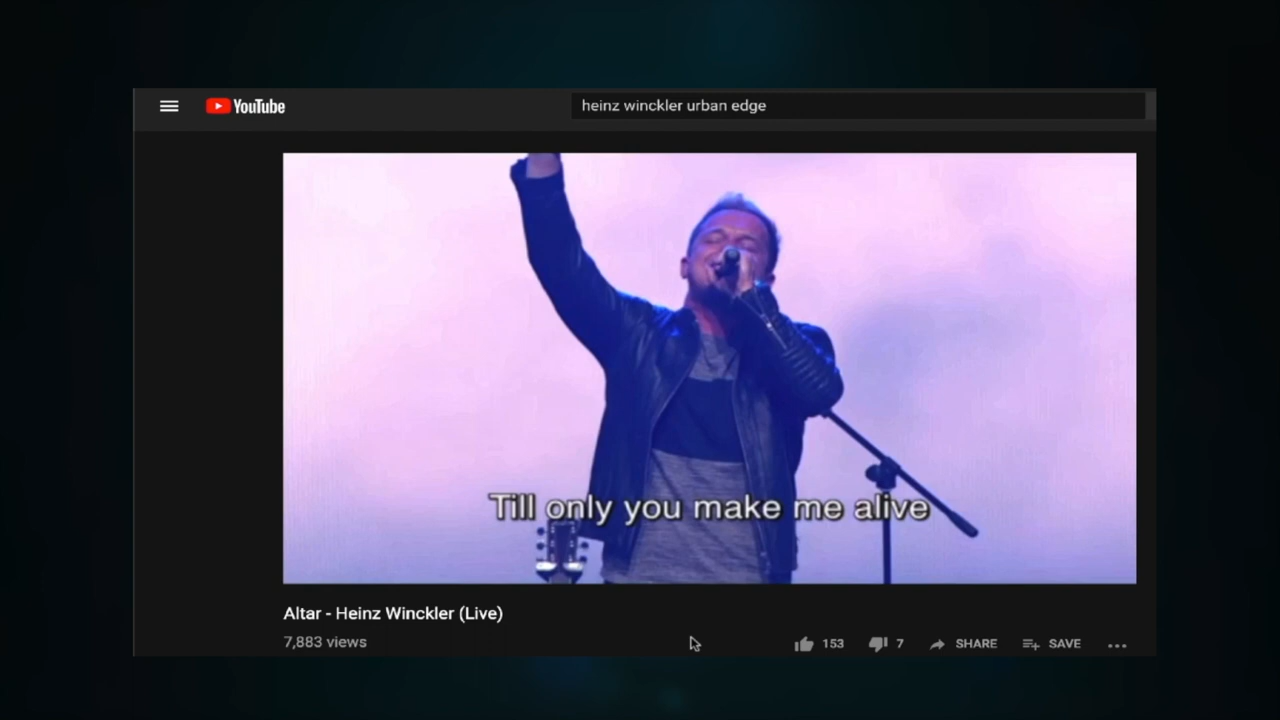 YouTube
heinz winckler urban edge
Till only you make me alive
Altar - Heinz Winckler (Live)
7,883 views
153
7
SHARE
SAVE